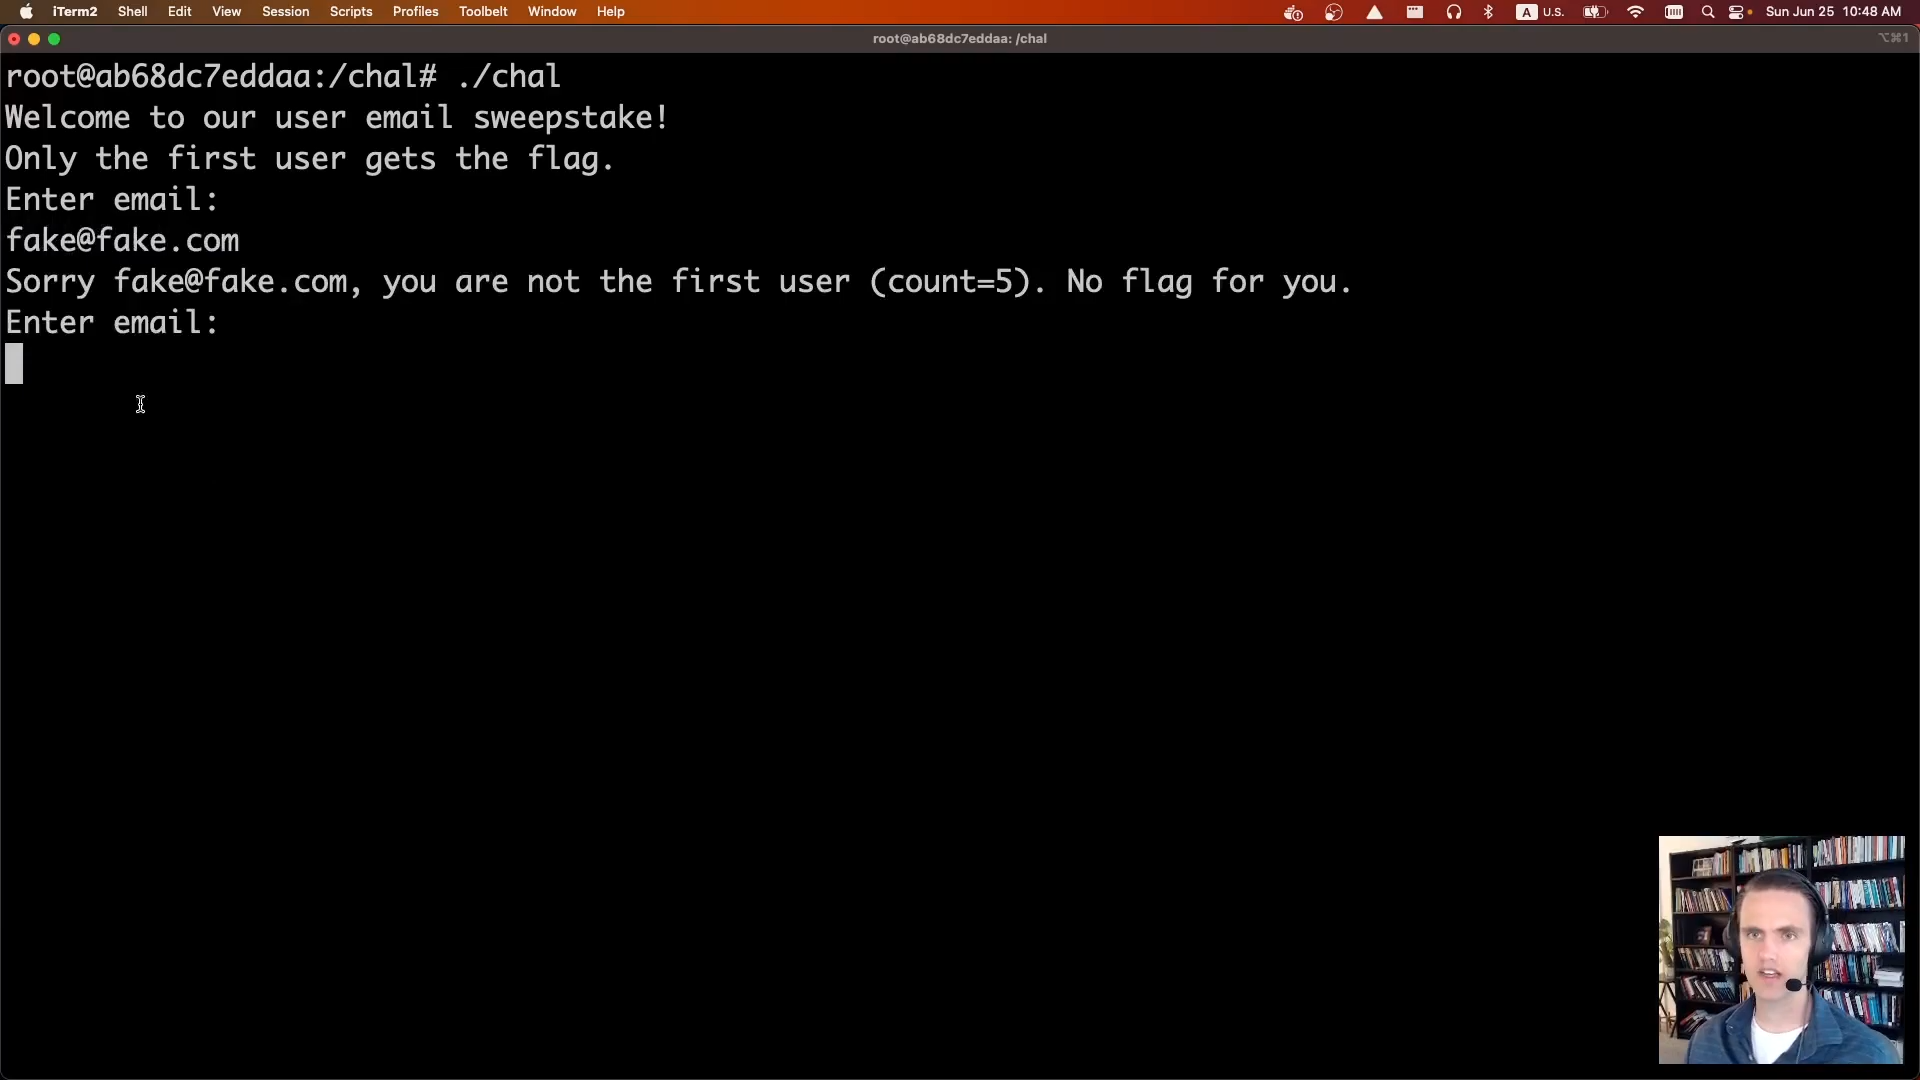 iTerm2 Shell Edit View Session Scripts Profiles Toolbelt Window Help A U.S. Sun Jun 25 10:48 AM
root@ab68dc7eddaa: /chal ⌥⌘1
root@ab68dc7eddaa:/chal# ./chal
Welcome to our user email sweepstake!
Only the first user gets the flag.
Enter email:
fake@fake.com
Sorry fake@fake.com, you are not the first user (count=5). No flag for you.
Enter email: